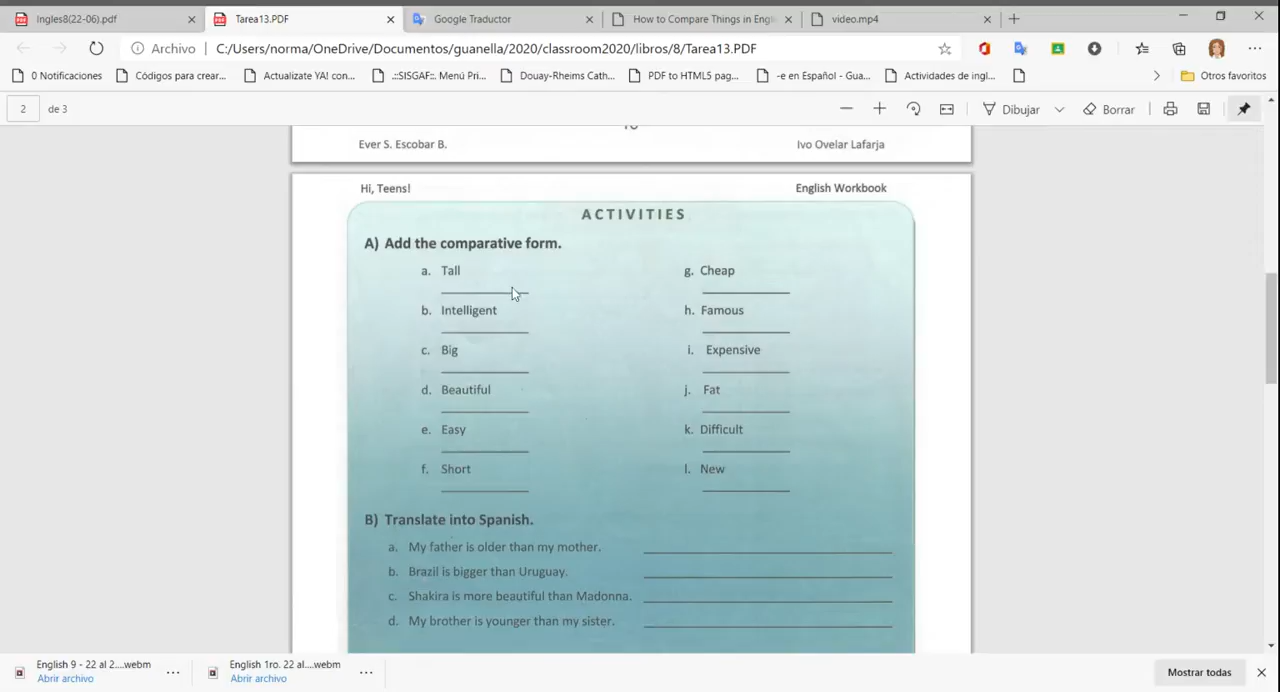 Ingles8(22-06).pdf
Tarea13.PDF
Google Traductor
How to Compare Things in Engli
video.mp4
Archivo
C:/Users/norma/OneDrive/Documentos/guanella/2020/classroom2020/libros/8/Tarea13.PDF
0 Notificaciones
Códigos para crear...
Actualizate YA! con...
.::SISGAF::. Menú Pri...
Douay-Rheims Cath...
PDF to HTML5 pag...
-e en Español - Gua...
Actividades de ingl...
Otros favoritos
2 de 3
Dibujar
Borrar
Ever S. Escobar B.
Ivo Ovelar Lafarja
Hi, Teens!
English Workbook
ACTIVITIES
A) Add the comparative form.
a. Tall
b. Intelligent
c. Big
d. Beautiful
e. Easy
f. Short
g. Cheap
h. Famous
i. Expensive
j. Fat
k. Difficult
l. New
B) Translate into Spanish.
a. My father is older than my mother.
b. Brazil is bigger than Uruguay.
c. Shakira is more beautiful than Madonna.
d. My brother is younger than my sister.
English 9 - 22 al 2....webm
Abrir archivo
English 1ro. 22 al....webm
Abrir archivo
Mostrar todas